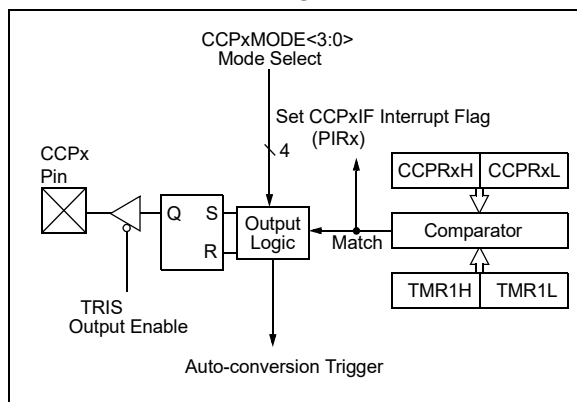 CCPxMODE<3:0>
Mode Select
Set CCPxIF Interrupt Flag
(PIRx)
4
CCPx
Pin
CCPRxH CCPRxL
Q S
R
Output
Logic
Match
Comparator
TMR1H TMR1L
TRIS
Output Enable
Auto-conversion Trigger